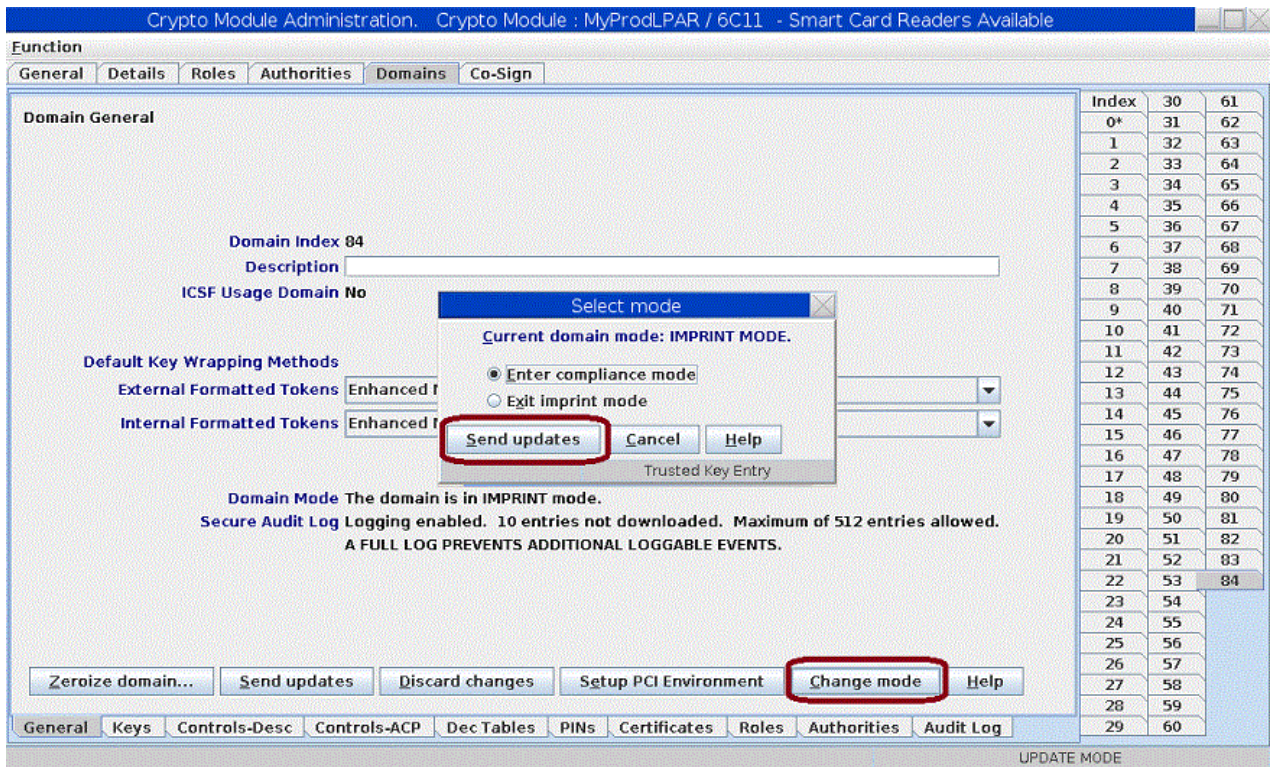 Crypto Module Administration.   Crypto Module : MyProdLPAR / 6C11  - Smart Card Readers Available
Function
General Details Roles Authorities Domains Co-Sign
Domain General
Domain Index 84
Description
ICSF Usage Domain No
Default Key Wrapping Methods
External Formatted Tokens Enhanced
Internal Formatted Tokens Enhanced
Select mode
Current domain mode: IMPRINT MODE.
Enter compliance mode
Exit imprint mode
Send updates Cancel Help
Trusted Key Entry
Domain Mode The domain is in IMPRINT mode.
Secure Audit Log Logging enabled.  10 entries not downloaded.  Maximum of 512 entries allowed.
A FULL LOG PREVENTS ADDITIONAL LOGGABLE EVENTS.
Zeroize domain... Send updates Discard changes Setup PCI Environment Change mode Help
General Keys Controls-Desc Controls-ACP Dec Tables PINs Certificates Roles Authorities Audit Log
Index 30 61
0* 31 62
1 32 63
2 33 64
3 34 65
4 35 66
5 36 67
6 37 68
7 38 69
8 39 70
9 40 71
10 41 72
11 42 73
12 43 74
13 44 75
14 45 76
15 46 77
16 47 78
17 48 79
18 49 80
19 50 81
20 51 82
21 52 83
22 53 84
23 54
24 55
25 56
26 57
27 58
28 59
29 60
UPDATE MODE